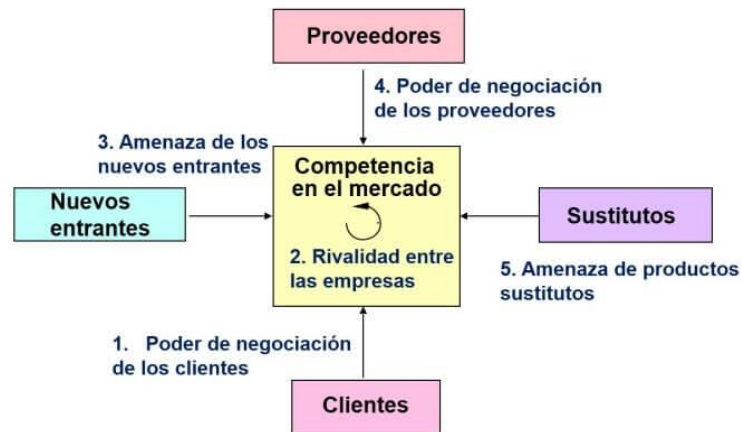 Proveedores
4. Poder de negociación
de los proveedores
3. Amenaza de los
nuevos entrantes
Competencia
en el mercado
Nuevos
entrantes
Sustitutos
2. Rivalidad entre
las empresas
5. Amenaza de productos
sustitutos
1. Poder de negociación
de los clientes
Clientes